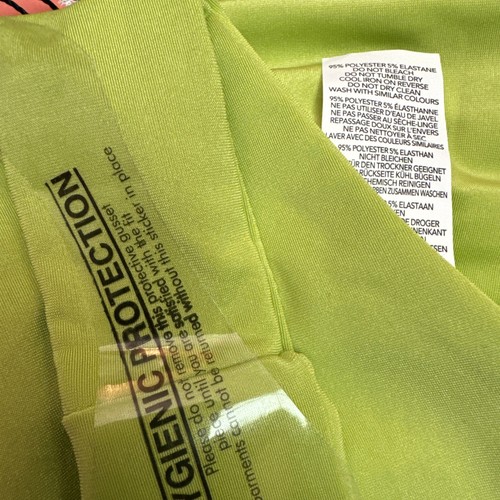 95% POLYESTER 5% ELASTANE
DO NOT BLEACH
DO NOT TUMBLE DRY
COOL IRON ON REVERSE
DO NOT DRY CLEAN
WASH WITH SIMILAR COLOURS
95% POLYESTER 5% ÉLASTHANNE
NE PAS UTILISER D'EAU DE JAVEL
NE PAS PASSER AU SÈCHE-LINGE
REPASSAGE DOUX SUR L'ENVERS
NE PAS NETTOYER À SEC
LAVER AVEC DES COULEURS SIMILAIRES
95% POLYESTER 5% ELASTHAN
NICHT BLEICHEN
FÜR DEN TROCKNER GEEIGNET
RÜCKSEITE KÜHL BÜGELN
CHEMISCH REINIGEN
FARBEN ZUSAMMEN WASCHEN
5% ELASTAAN
DE DROGER
HYGIENIC PROTECTION
Please do not remove this protective gusset
piece until you are satisfied with the fit
garments cannot be returned without this sticker in place